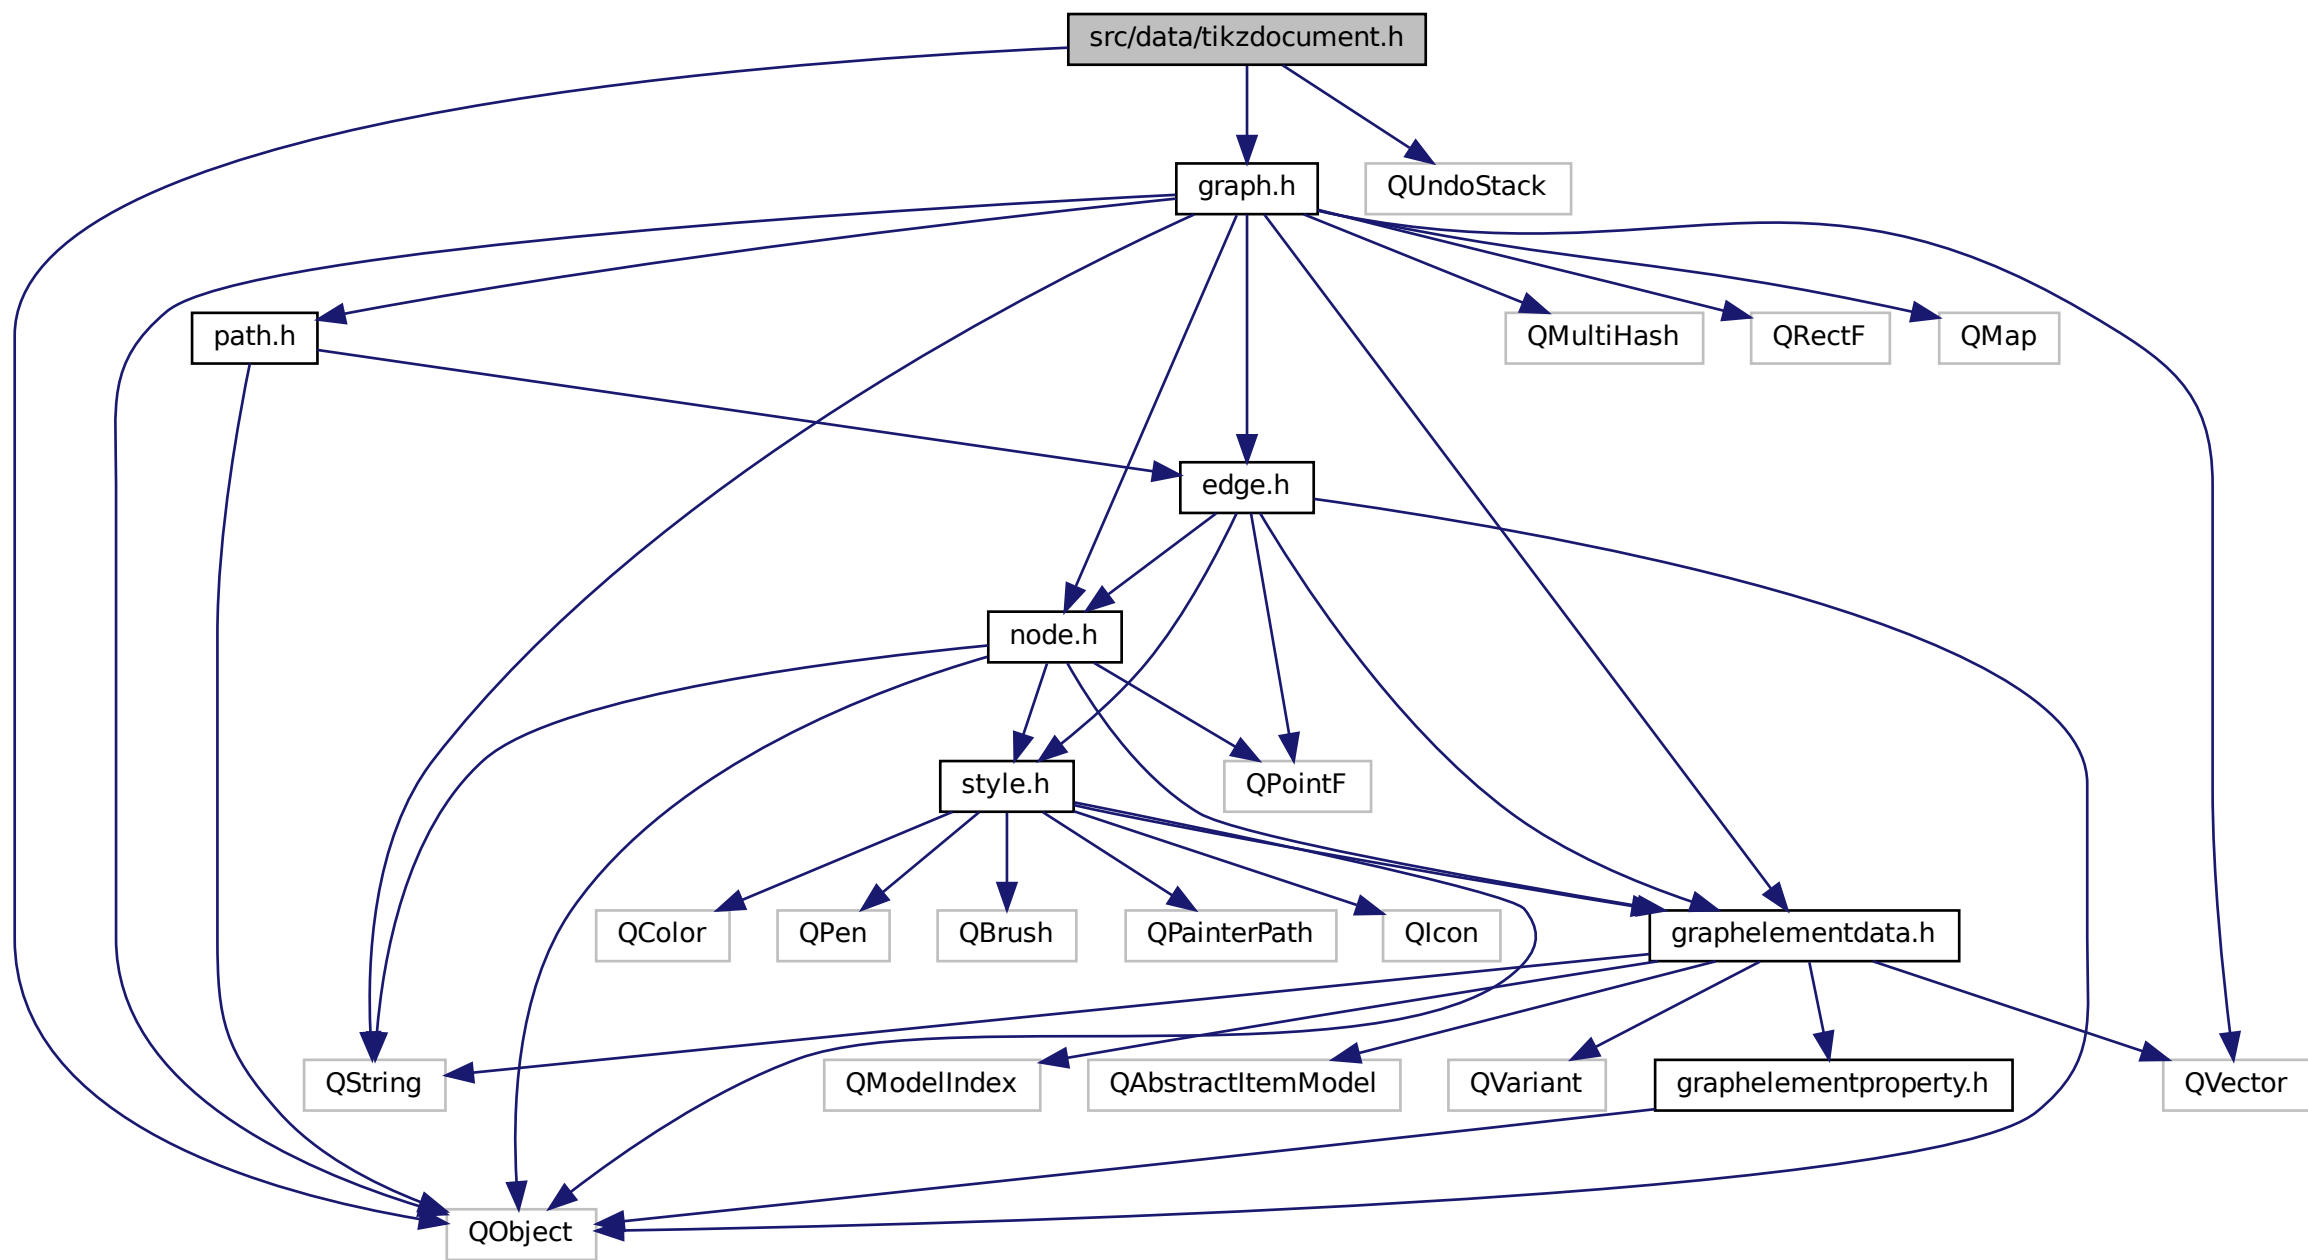 src/data/tikzdocument.h
graph.h
QUndoStack
path.h
QMultiHash
QRectF
QMap
edge.h
node.h
style.h
QPointF
QColor
QPen
QBrush
QPainterPath
QIcon
graphelementdata.h
QString
QModelIndex
QAbstractItemModel
QVariant
graphelementproperty.h
QVector
QObject